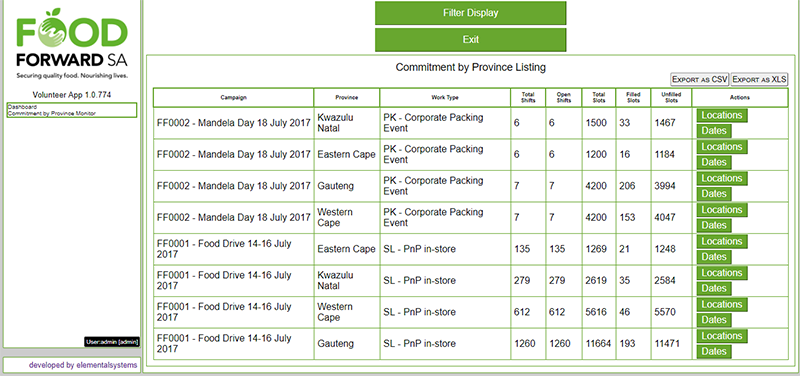 FOOD
FORWARD SA
Securing quality food. Nourishing lives.
Volunteer App 1.0.774
Dashboard
Commitment by Province Monitor
User:admin [admin]
developed by elementalsystems
Filter Display
Exit
Commitment by Province Listing
EXPORT AS CSV EXPORT AS XLS
Campaign Province Work Type Total Shifts Open Shifts Total Slots Filled Slots Unfilled Slots Actions
FF0002 - Mandela Day 18 July 2017 Kwazulu Natal PK - Corporate Packing Event 6 6 1500 33 1467 Locations Dates
FF0002 - Mandela Day 18 July 2017 Eastern Cape PK - Corporate Packing Event 6 6 1200 16 1184 Locations Dates
FF0002 - Mandela Day 18 July 2017 Gauteng PK - Corporate Packing Event 7 7 4200 206 3994 Locations Dates
FF0002 - Mandela Day 18 July 2017 Western Cape PK - Corporate Packing Event 7 7 4200 153 4047 Locations Dates
FF0001 - Food Drive 14-16 July 2017 Eastern Cape SL - PnP in-store 135 135 1269 21 1248 Locations Dates
FF0001 - Food Drive 14-16 July 2017 Kwazulu Natal SL - PnP in-store 279 279 2619 35 2584 Locations Dates
FF0001 - Food Drive 14-16 July 2017 Western Cape SL - PnP in-store 612 612 5616 46 5570 Locations Dates
FF0001 - Food Drive 14-16 July 2017 Gauteng SL - PnP in-store 1260 1260 11664 193 11471 Locations Dates